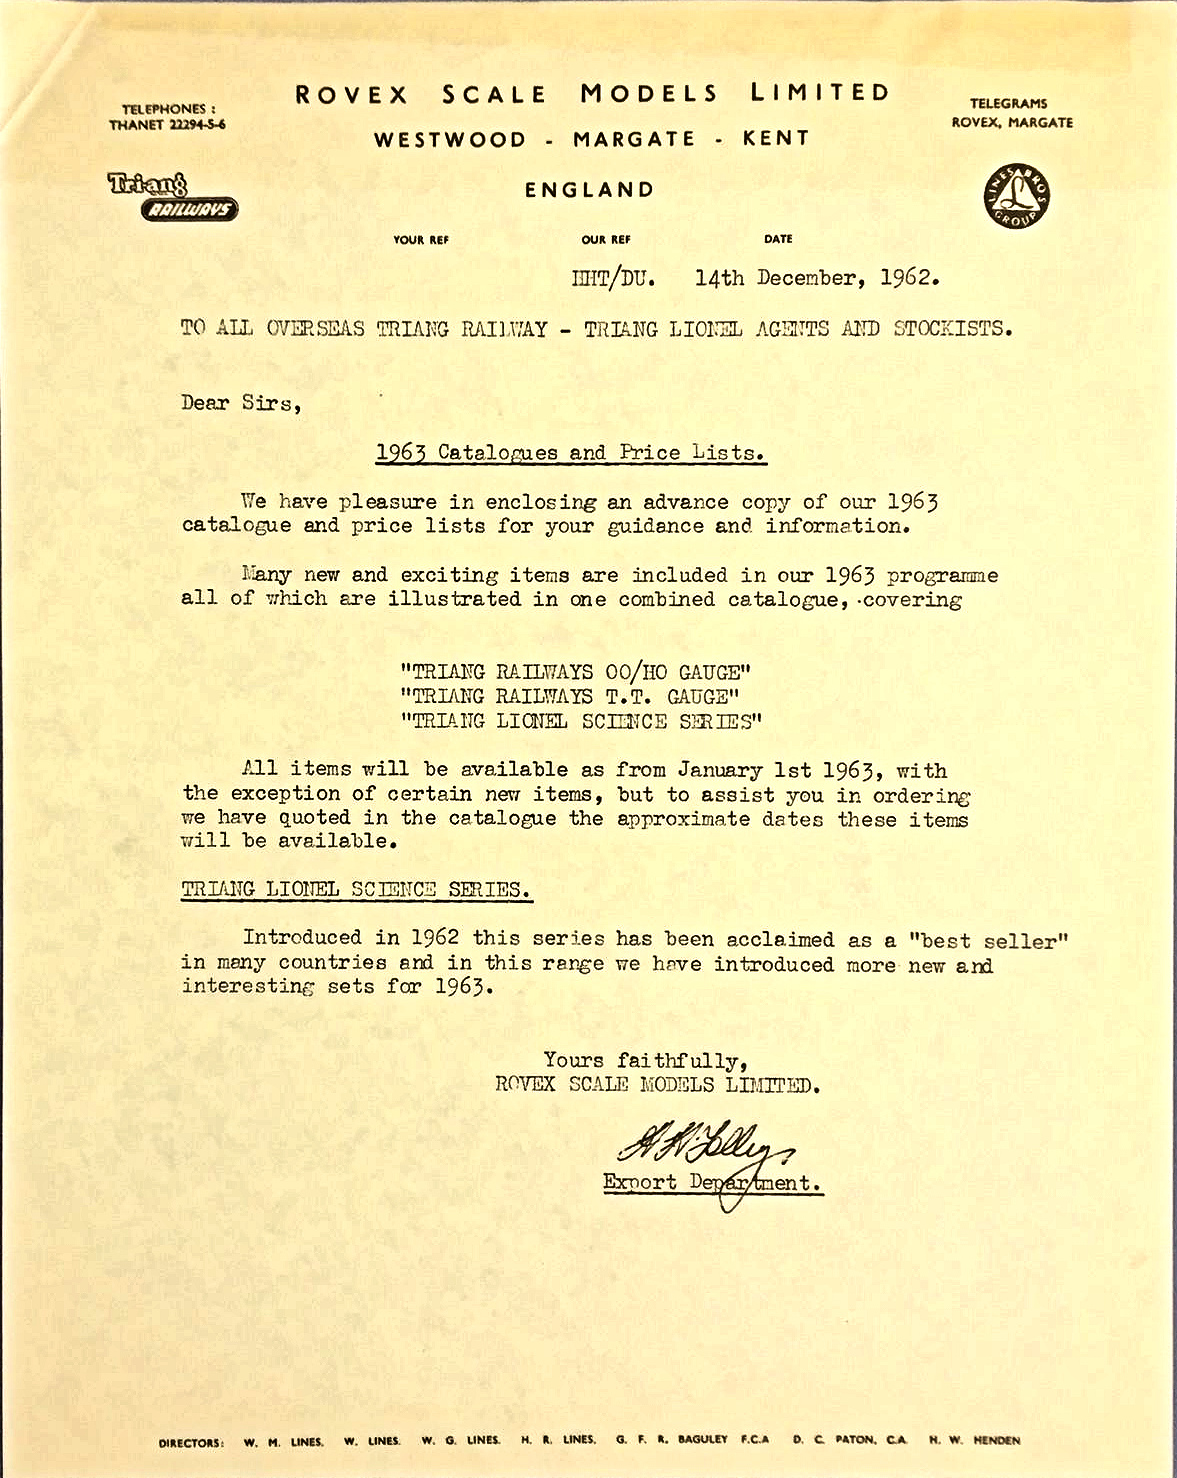 ROVEX SCALE MODELS LIMITED
TELEPHONES :
THANET 22294-5-6
TELEGRAMS
ROVEX, MARGATE
WESTWOOD - MARGATE - KENT
Tri-ang
RAILWAYS
ENGLAND
LINES BROS
L
GROUP
YOUR REF OUR REF DATE
HHT/DU. 14th December, 1962.
TO ALL OVERSEAS TRIANG RAILWAY - TRIANG LIONEL AGENTS AND STOCKISTS.
Dear Sirs,
1963 Catalogues and Price Lists.
We have pleasure in enclosing an advance copy of our 1963
catalogue and price lists for your guidance and information.
Many new and exciting items are included in our 1963 programme
all of which are illustrated in one combined catalogue, covering
"TRIANG RAILWAYS OO/HO GAUGE"
"TRIANG RAILWAYS T.T. GAUGE"
"TRIANG LIONEL SCIENCE SERIES"
All items will be available as from January 1st 1963, with
the exception of certain new items, but to assist you in ordering
we have quoted in the catalogue the approximate dates these items
will be available.
TRIANG LIONEL SCIENCE SERIES.
Introduced in 1962 this series has been acclaimed as a "best seller"
in many countries and in this range we have introduced more new and
interesting sets for 1963.
Yours faithfully,
ROVEX SCALE MODELS LIMITED.
Export Department.
DIRECTORS: W. M. LINES. W. LINES. W. G. LINES. H. R. LINES. G. F. R. BAGULEY F.C.A D. C. PATON, C.A. H. W. HENDEN